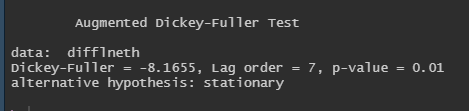 Augmented Dickey-Fuller Test
data:  difflneth
Dickey-Fuller = -8.1655, Lag order = 7, p-value = 0.01
alternative hypothesis: stationary